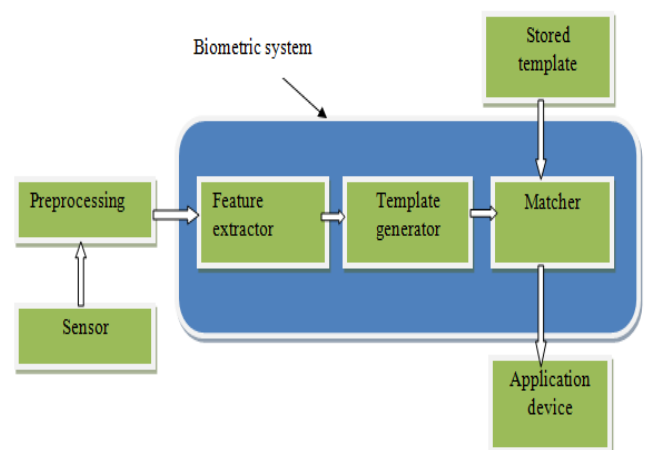 Biometric system
Stored
template
Preprocessing
Feature
extractor
Template
generator
Matcher
Sensor
Application
device